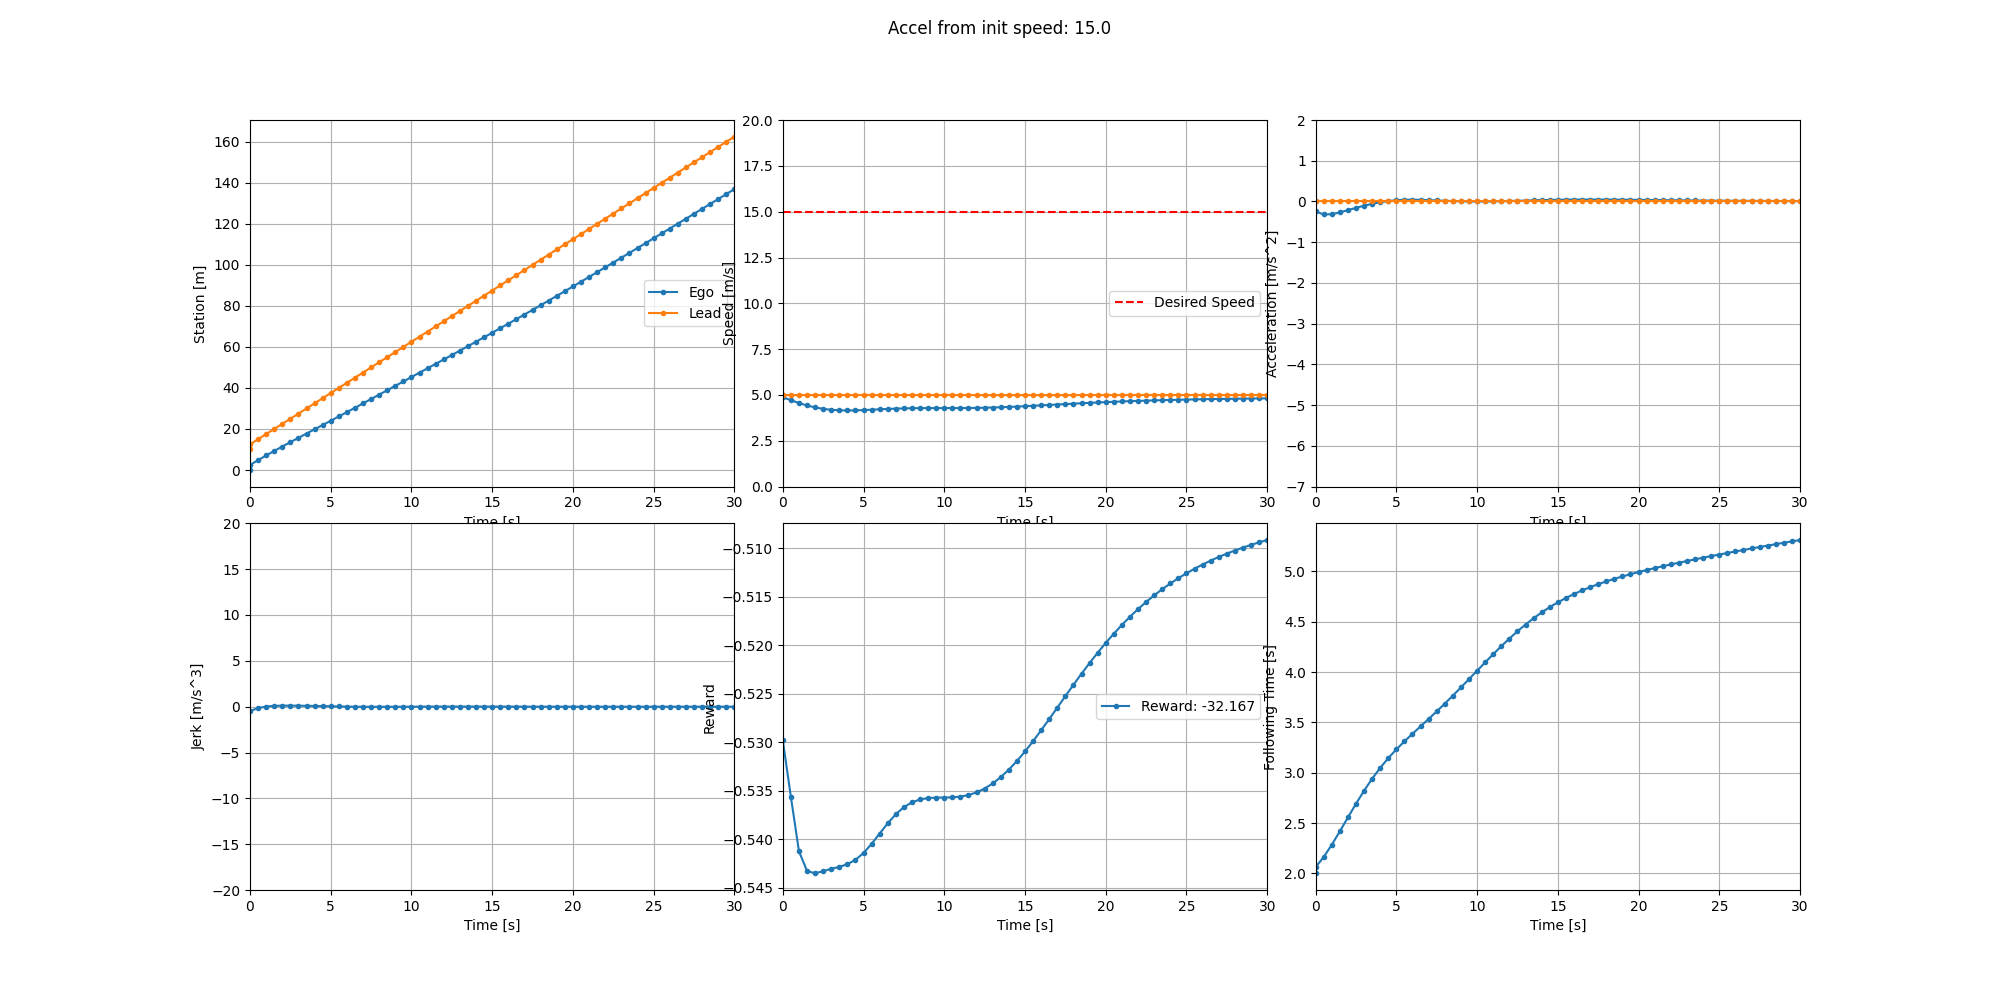 Accel from init speed: 15.0
Station [m]
160
140
120
100
80
60
40
20
0
Ego
Lead
0 5 10 15 20 25 30
Time [s]
Speed [m/s]
20.0
17.5
15.0
12.5
10.0
7.5
5.0
2.5
0.0
Desired Speed
0 5 10 15 20 25 30
Time [s]
Acceleration [m/s^2]
2
1
0
−1
−2
−3
−4
−5
−6
−7
0 5 10 15 20 25 30
Time [s]
Jerk [m/s^3]
20
15
10
5
0
−5
−10
−15
−20
0 5 10 15 20 25 30
Time [s]
Reward
−0.510
−0.515
−0.520
−0.525
−0.530
−0.535
−0.540
−0.545
Reward: -32.167
0 5 10 15 20 25 30
Time [s]
Following Time [s]
5.0
4.5
4.0
3.5
3.0
2.5
2.0
0 5 10 15 20 25 30
Time [s]